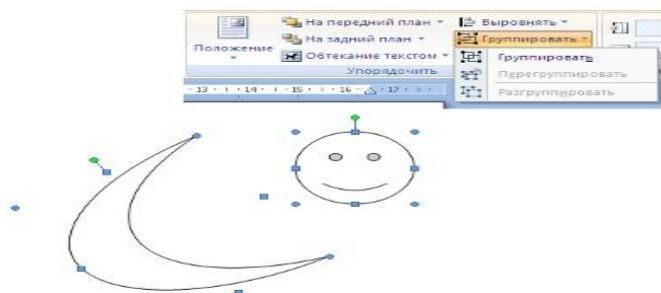 Положение
На передний план
На задний план
Обтекание текстом
Выровнять
Группировать
Упорядочить
Группировать
Перегруппировать
Разгруппировать
13 14 15 16 17